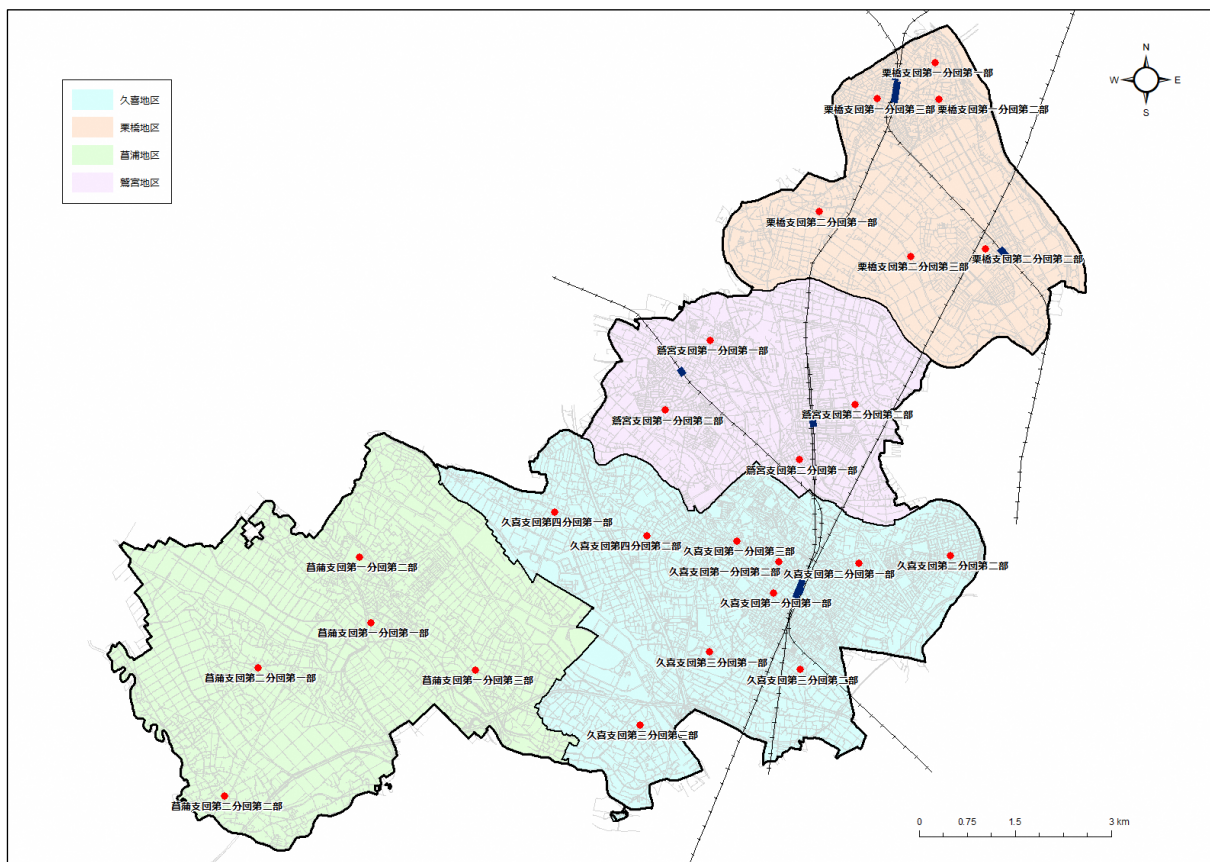 久喜地区
栗橋地区
菖浦地区
鷲宮地区
N
W
E
S
栗橋支団第一分団第一部
栗橋支団第一分団第三部
栗橋支団第一分団第二部
栗橋支団第二分団第一部
栗橋支団第二分団第三部
栗橋支団第二分団第二部
鷲宮支団第一分団第一部
鷲宮支団第一分団第二部
鷲宮支団第二分団第二部
鷲宮支団第二分団第一部
久喜支団第四分団第一部
久喜支団第四分団第二部
久喜支団第一分団第三部
久喜支団第一分団第二部
久喜支団第二分団第一部
久喜支団第二分団第二部
久喜支団第一分団第一部
菖蒲支団第一分団第二部
菖蒲支団第一分団第一部
菖蒲支団第二分団第一部
菖蒲支団第一分団第三部
久喜支団第三分団第一部
久喜支団第三分団第二部
久喜支団第三分団第三部
菖蒲支団第二分団第二部
0 0.75 1.5 3 km